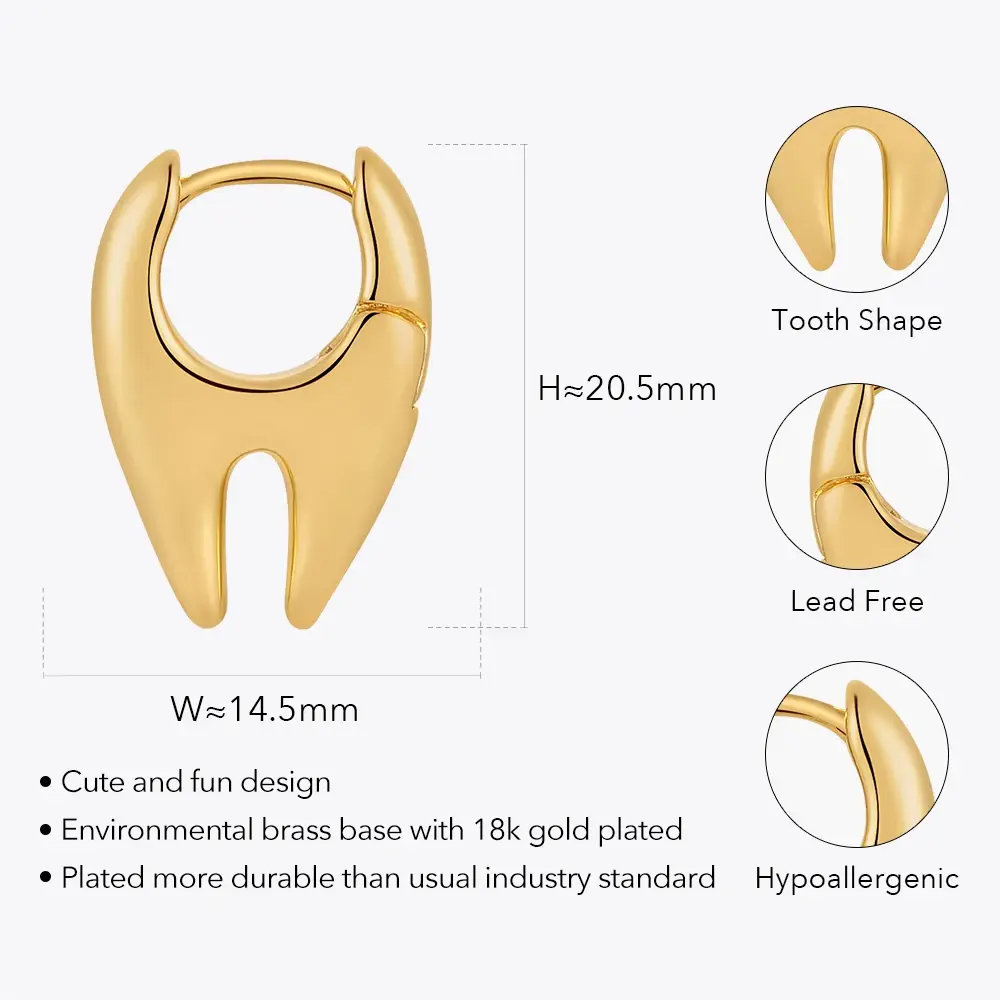 Tooth Shape
H≈20.5mm
Lead Free
W≈14.5mm
• Cute and fun design
• Environmental brass base with 18k gold plated
• Plated more durable than usual industry standard
Hypoallergenic